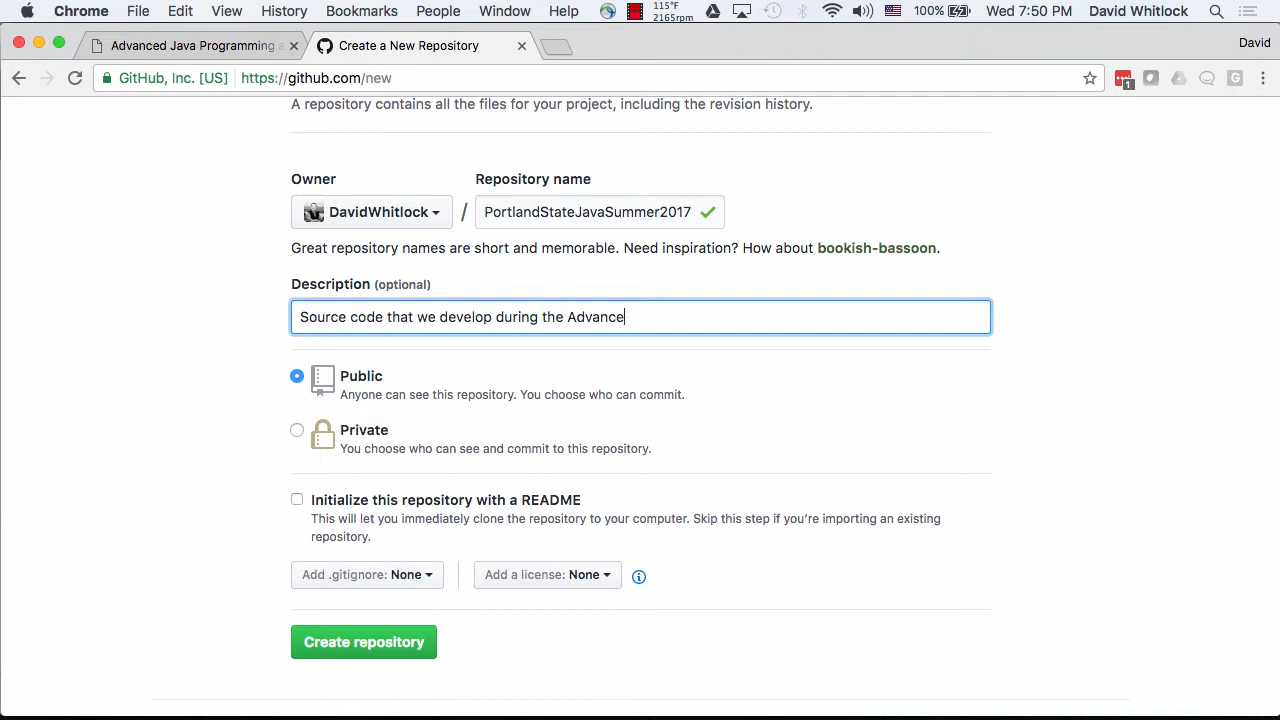 Chrome File Edit View History Bookmarks People Window Help 115°F 2165rpm 100% Wed 7:50 PM David Whitlock
Advanced Java Programming a Create a New Repository David
GitHub, Inc. [US] https://github.com/new 1 G
A repository contains all the files for your project, including the revision history.
Owner Repository name
DavidWhitlock / PortlandStateJavaSummer2017
Great repository names are short and memorable. Need inspiration? How about bookish-bassoon.
Description (optional)
Source code that we develop during the Advance
Public
Anyone can see this repository. You choose who can commit.
Private
You choose who can see and commit to this repository.
Initialize this repository with a README
This will let you immediately clone the repository to your computer. Skip this step if you’re importing an existing
repository.
Add .gitignore: None Add a license: None
Create repository